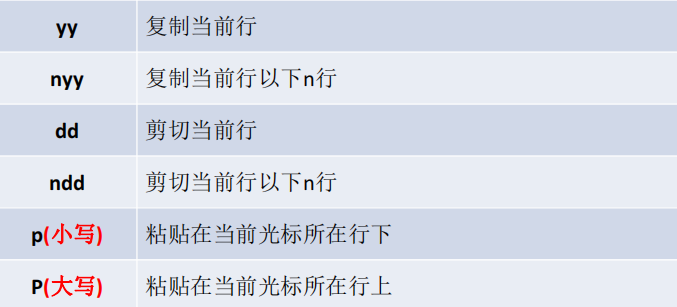 yy 复制当前行
nyy 复制当前行以下n行
dd 剪切当前行
ndd 剪切当前行以下n行
p(小写) 粘贴在当前光标所在行下
P(大写) 粘贴在当前光标所在行上